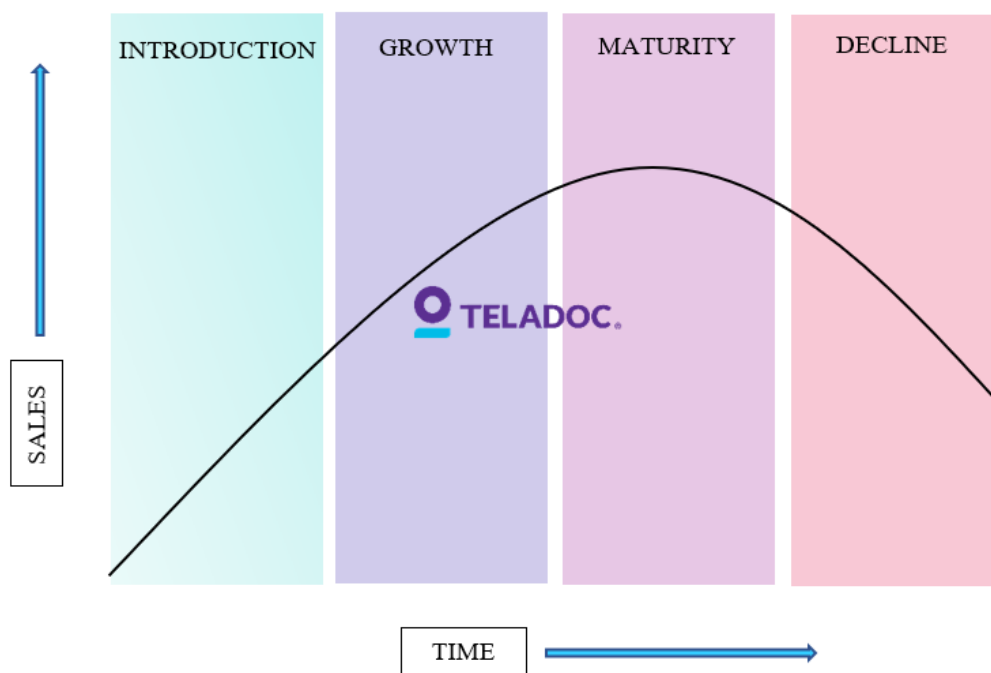 INTRODUCTION
GROWTH
MATURITY
DECLINE
TELADOC®
SALES
TIME